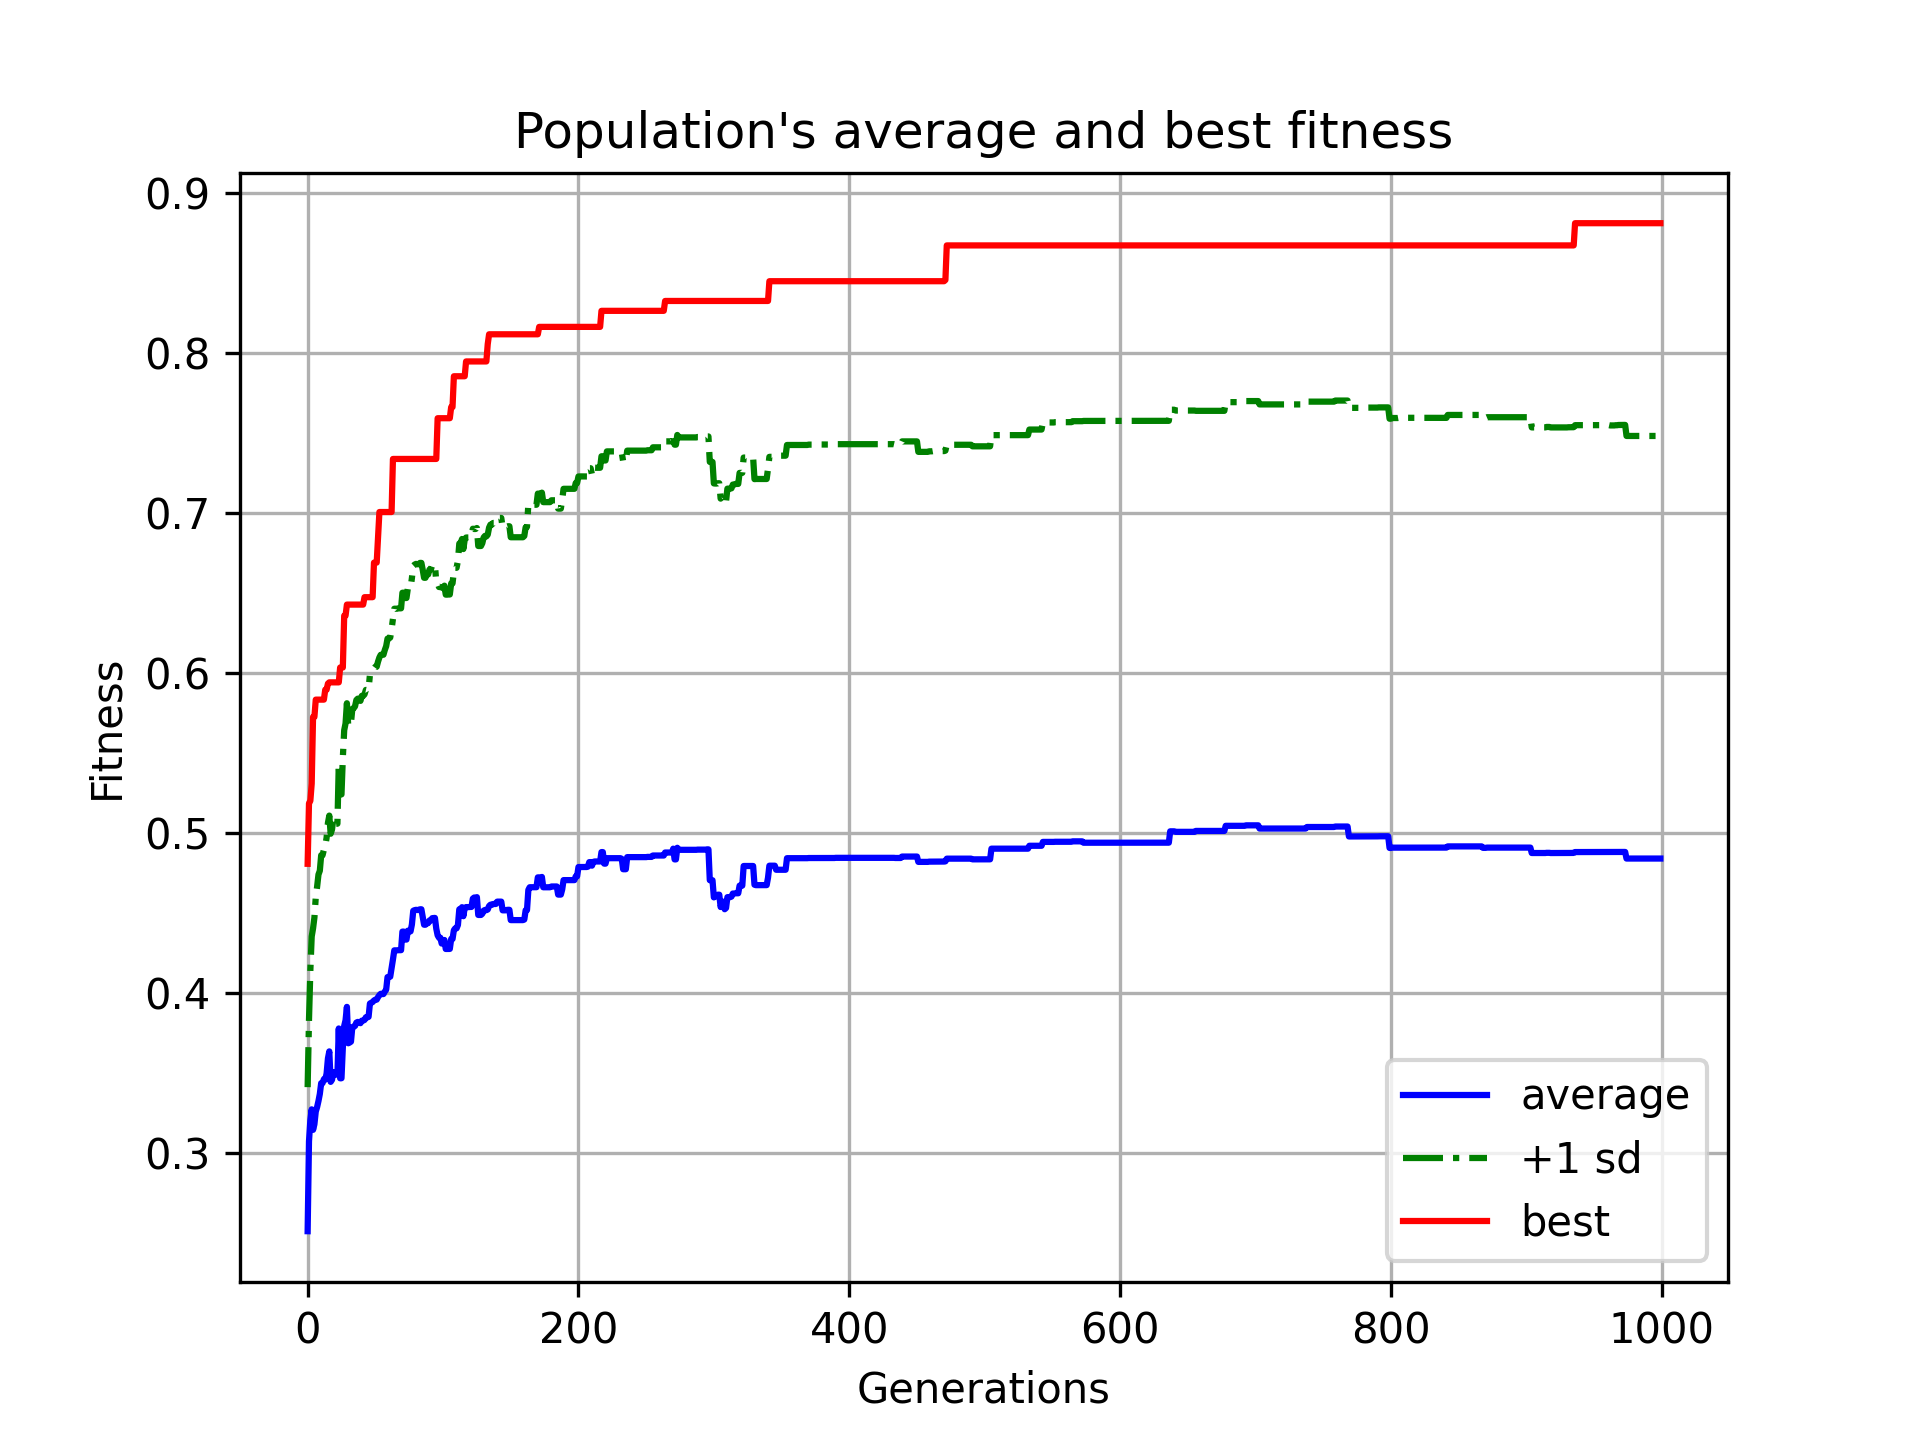 Population's average and best fitness
Fitness
0.9
0.8
0.7
0.6
0.5
0.4
0.3
average
+1 sd
best
0 200 400 600 800 1000
Generations